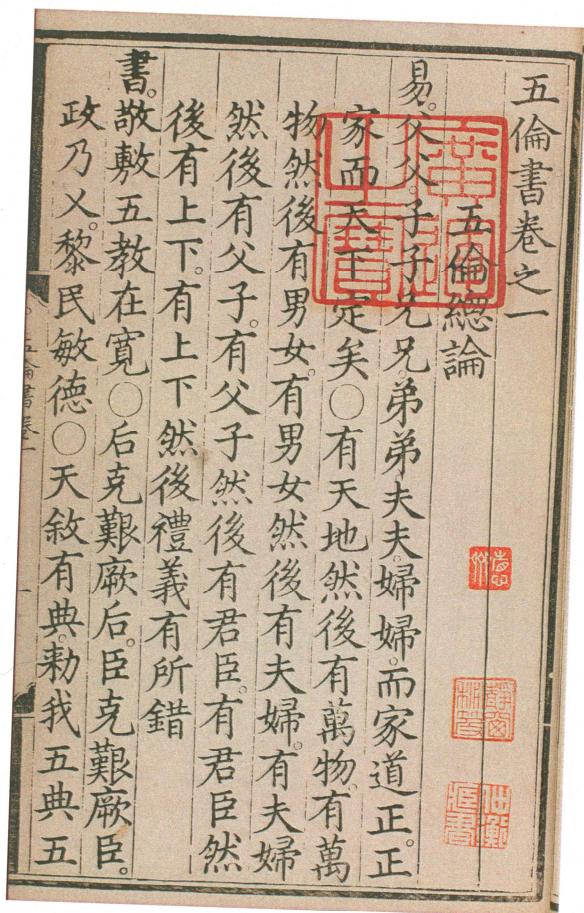 五倫書卷之一
五倫總論
易。父父。子子。兄兄。弟弟。夫夫。婦婦。而家道正。正
家而天下定矣○有天地然後有萬物。有萬
物然後有男女。有男女然後有夫婦。有夫婦
然後有父子。有父子然後有君臣。有君臣然
後有上下。有上下然後禮義有所錯
書。敬敷五教在寬○后克艱厥后。臣克艱厥臣。
政乃乂。黎民敏德○天敘有典。勑我五典五
五倫書卷一